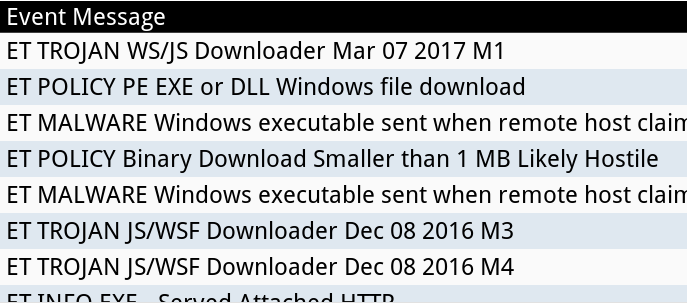 Event Message
ET TROJAN WS/JS Downloader Mar 07 2017 M1
ET POLICY PE EXE or DLL Windows file download
ET MALWARE Windows executable sent when remote host claim
ET POLICY Binary Download Smaller than 1 MB Likely Hostile
ET MALWARE Windows executable sent when remote host claim
ET TROJAN JS/WSF Downloader Dec 08 2016 M3
ET TROJAN JS/WSF Downloader Dec 08 2016 M4
ET INFO EXE - Served Attached HTTP